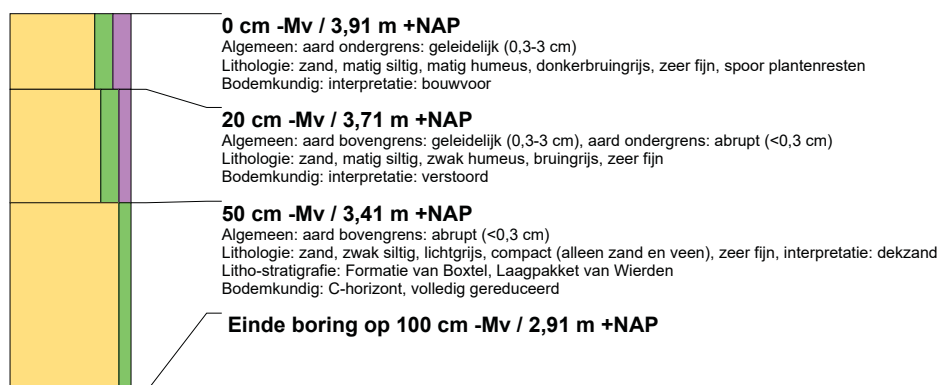 0 cm -Mv / 3,91 m +NAP
Algemeen: aard ondergrens: geleidelijk (0,3-3 cm)
Lithologie: zand, matig siltig, matig humeus, donkerbruingrijs, zeer fijn, spoor plantenresten
Bodemkundig: interpretatie: bouwvoor
20 cm -Mv / 3,71 m +NAP
Algemeen: aard bovengrens: geleidelijk (0,3-3 cm), aard ondergrens: abrupt (<0,3 cm)
Lithologie: zand, matig siltig, zwak humeus, bruingrijs, zeer fijn
Bodemkundig: interpretatie: verstoord
50 cm -Mv / 3,41 m +NAP
Algemeen: aard bovengrens: abrupt (<0,3 cm)
Lithologie: zand, zwak siltig, lichtgrijs, compact (alleen zand en veen), zeer fijn, interpretatie: dekzand
Litho-stratigrafie: Formatie van Boxtel, Laagpakket van Wierden
Bodemkundig: C-horizont, volledig gereduceerd
Einde boring op 100 cm -Mv / 2,91 m +NAP